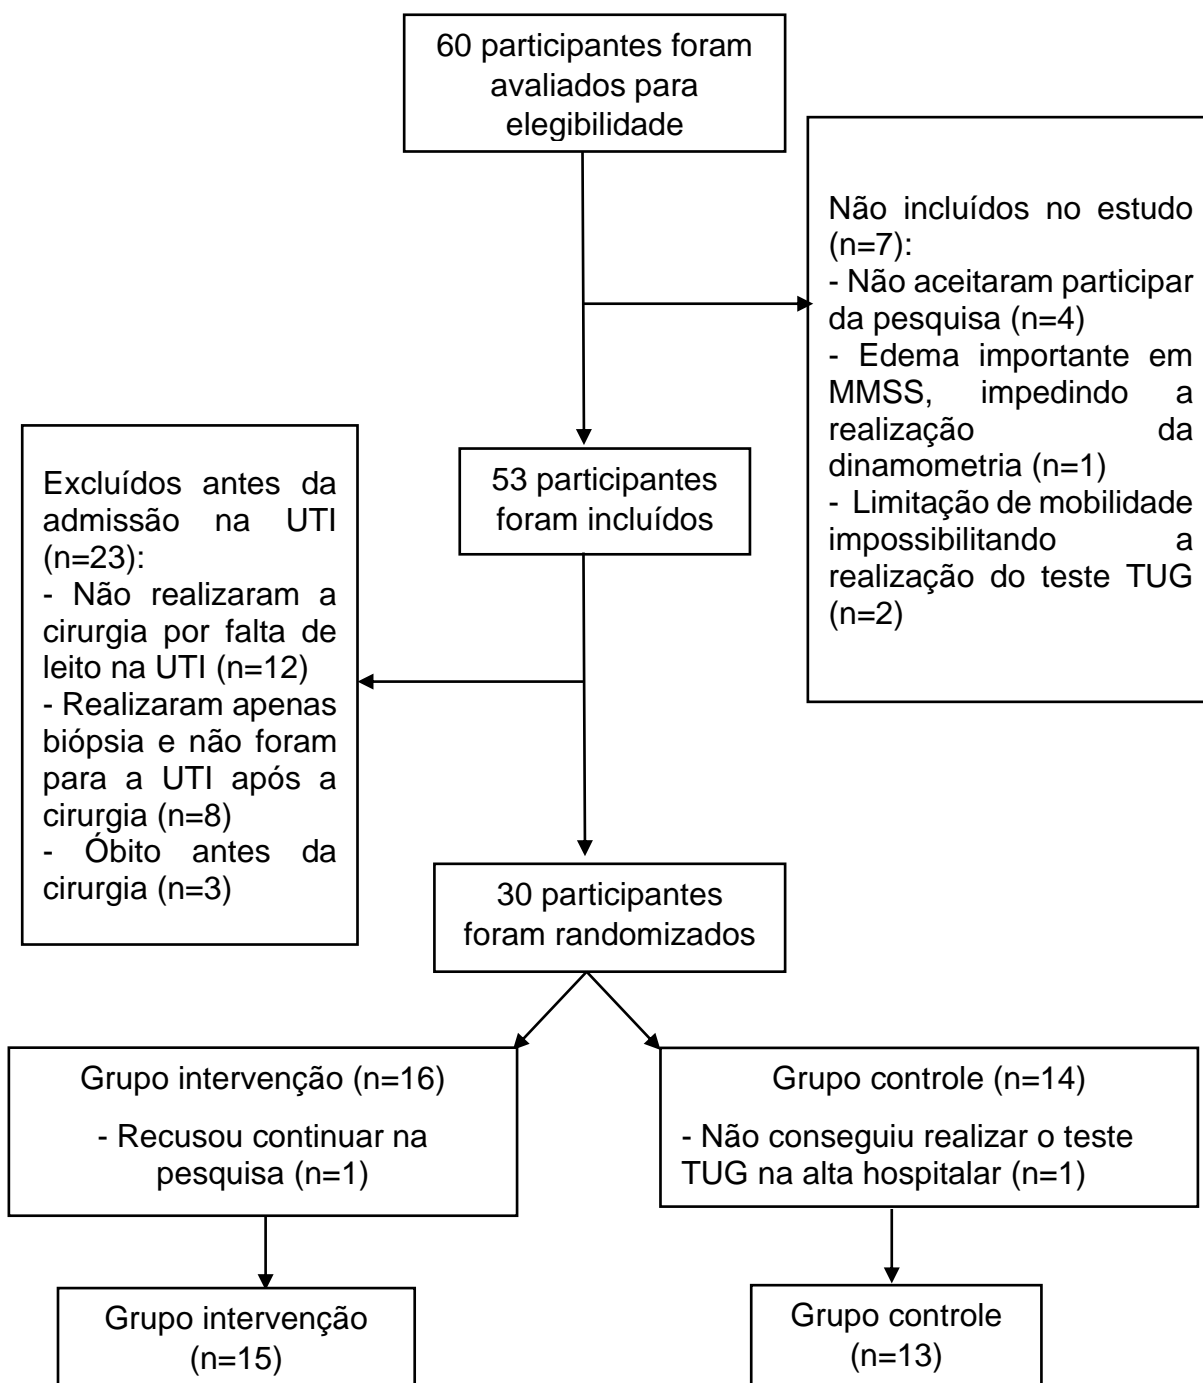 60 participantes foram
avaliados para
elegibilidade
Não incluídos no estudo
(n=7):
- Não aceitaram participar
da pesquisa (n=4)
- Edema importante em
MMSS, impedindo a
realização da
dinamometria (n=1)
- Limitação de mobilidade
impossibilitando a
realização do teste TUG
(n=2)
53 participantes
foram incluídos
Excluídos antes da
admissão na UTI
(n=23):
- Não realizaram a
cirurgia por falta de
leito na UTI (n=12)
- Realizaram apenas
biópsia e não foram
para a UTI após a
cirurgia (n=8)
- Óbito antes da
cirurgia (n=3)
30 participantes
foram randomizados
Grupo intervenção (n=16)
- Recusou continuar na
pesquisa (n=1)
Grupo controle (n=14)
- Não conseguiu realizar o teste
TUG na alta hospitalar (n=1)
Grupo intervenção
(n=15)
Grupo controle
(n=13)